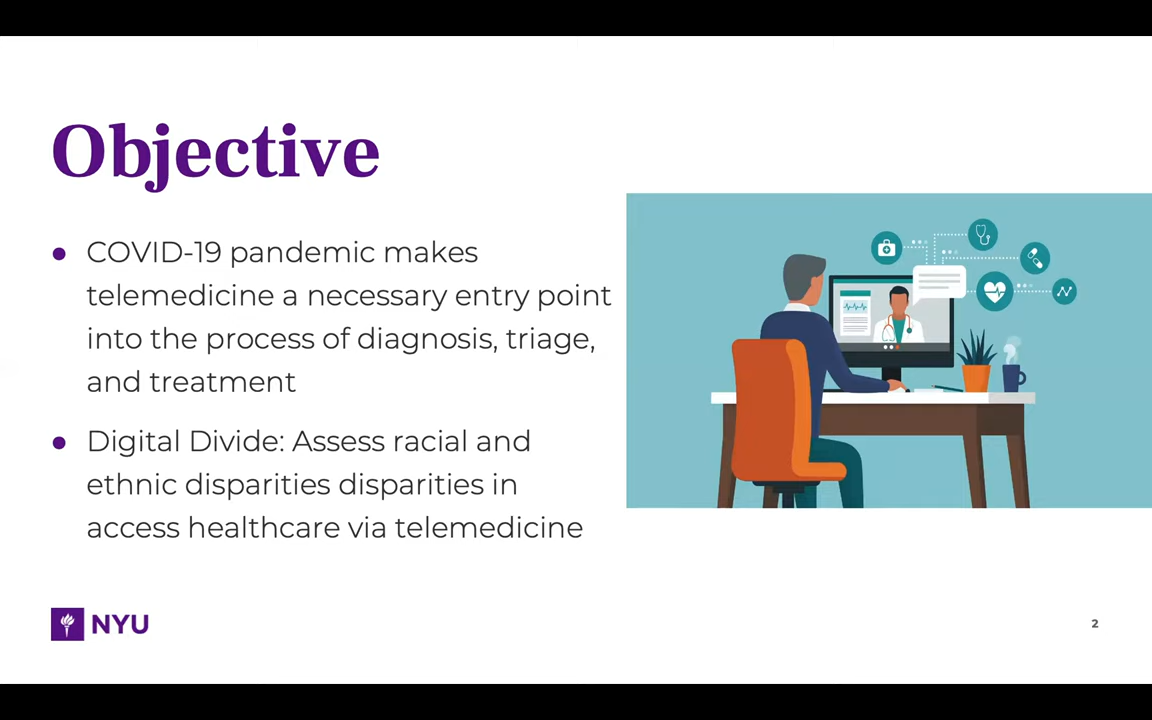 Objective
● COVID-19 pandemic makes
telemedicine a necessary entry point
into the process of diagnosis, triage,
and treatment
● Digital Divide: Assess racial and
ethnic disparities disparities in
access healthcare via telemedicine
NYU
2